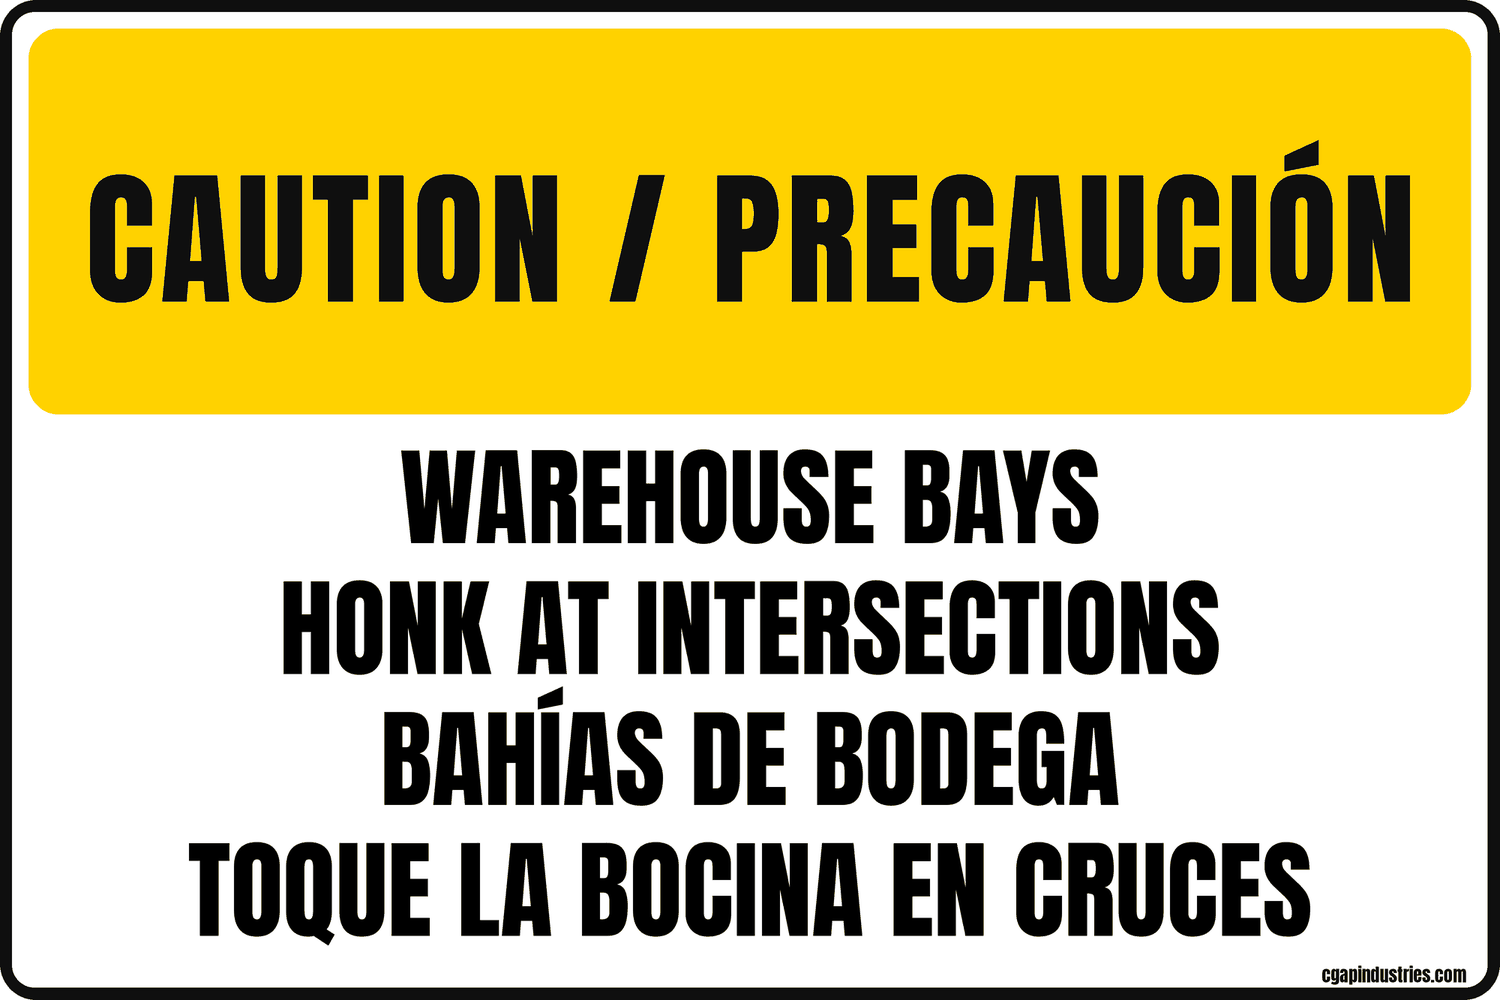 CAUTION / PRECAUCIÓN
WAREHOUSE BAYS
HONK AT INTERSECTIONS
BAHÍAS DE BODEGA
TOQUE LA BOCINA EN CRUCES
cgapindustries.com